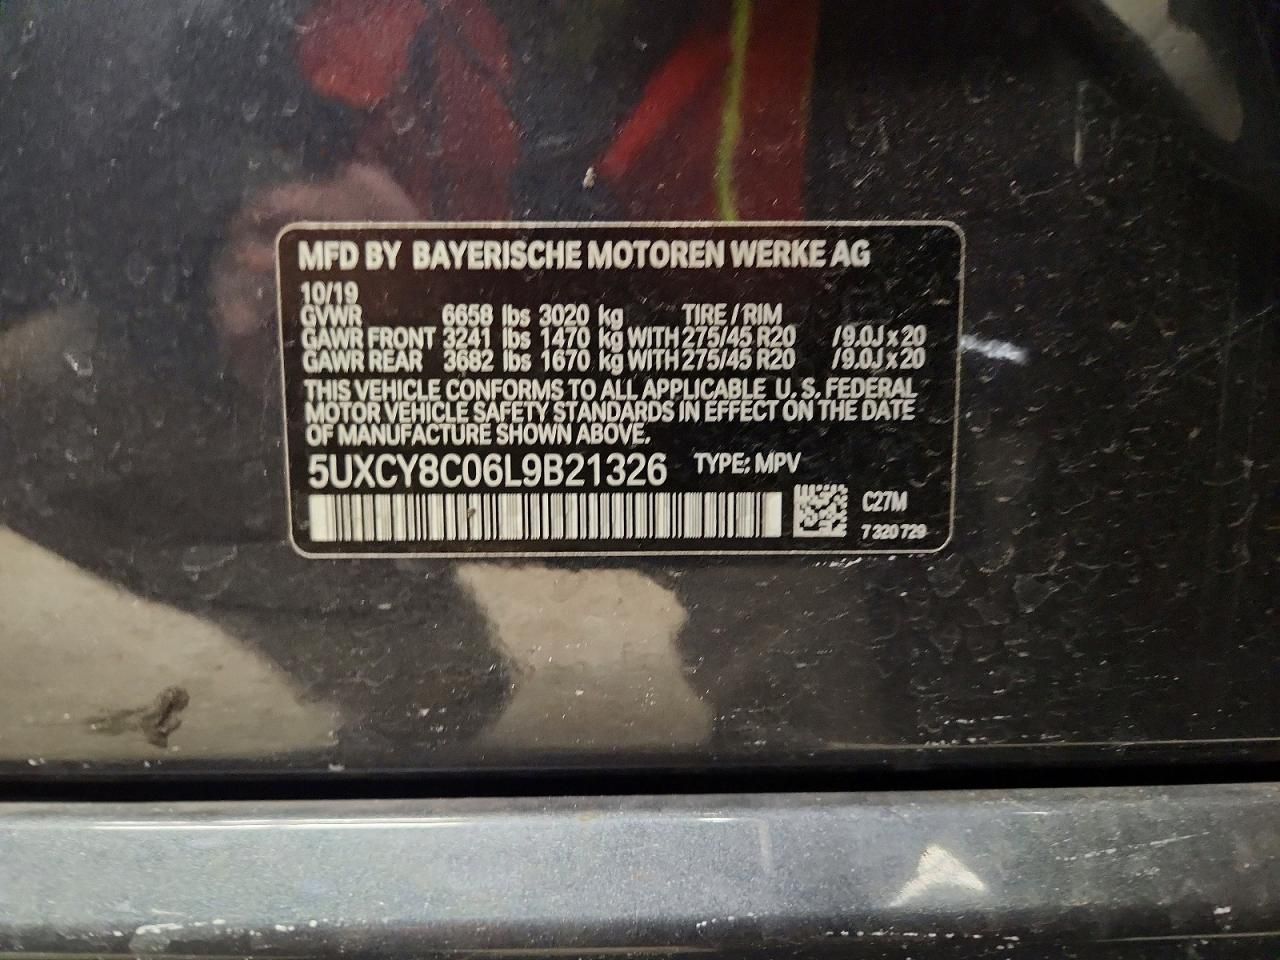 MFD BY BAYERISCHE MOTOREN WERKE AG
10/19
GVWR 6658 lbs 3020 kg TIRE / RIM
GAWR FRONT 3241 lbs 1470 kg WITH 275/45 R20 /9.0J x 20
GAWR REAR 3682 lbs 1670 kg WITH 275/45 R20 /9.0J x 20
THIS VEHICLE CONFORMS TO ALL APPLICABLE U. S. FEDERAL
MOTOR VEHICLE SAFETY STANDARDS IN EFFECT ON THE DATE
OF MANUFACTURE SHOWN ABOVE.
5UXCY8C06L9B21326 TYPE: MPV
C27M
7 320 729